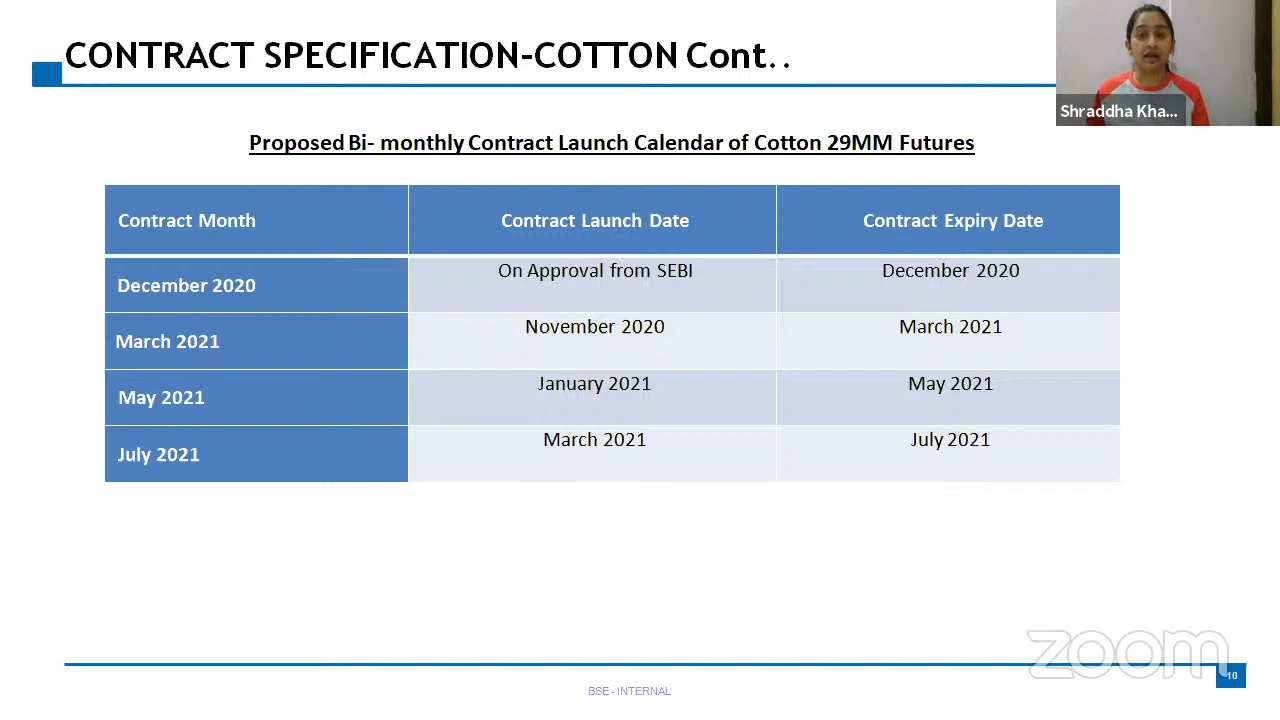 CONTRACT SPECIFICATION-COTTON Cont..
Shraddha Kha...
Proposed Bi- monthly Contract Launch Calendar of Cotton 29MM Futures
Contract Month Contract Launch Date Contract Expiry Date
December 2020 On Approval from SEBI December 2020
March 2021 November 2020 March 2021
May 2021 January 2021 May 2021
July 2021 March 2021 July 2021
zoom
10
BSE - INTERNAL